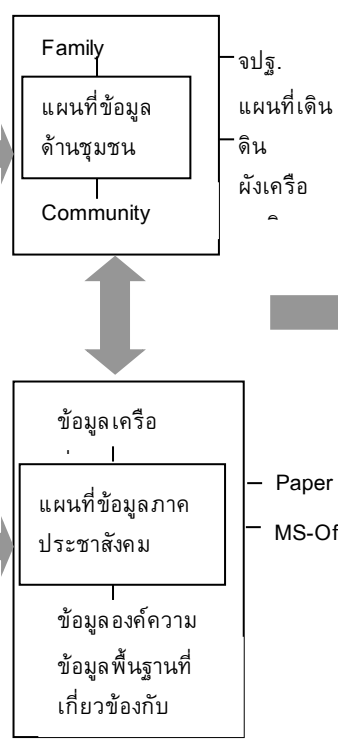 Family
แผนที่ข้อมูล
ด้านชุมชน
Community
จปฐ.
แผนที่เดิน
ดิน
ผังเครือ
ข้อมูลเครือ
แผนที่ข้อมูลภาค
ประชาสังคม
ข้อมูลองค์ความ
ข้อมูลพื้นฐานที่
เกี่ยวข้องกับ
Paper
MS-Of